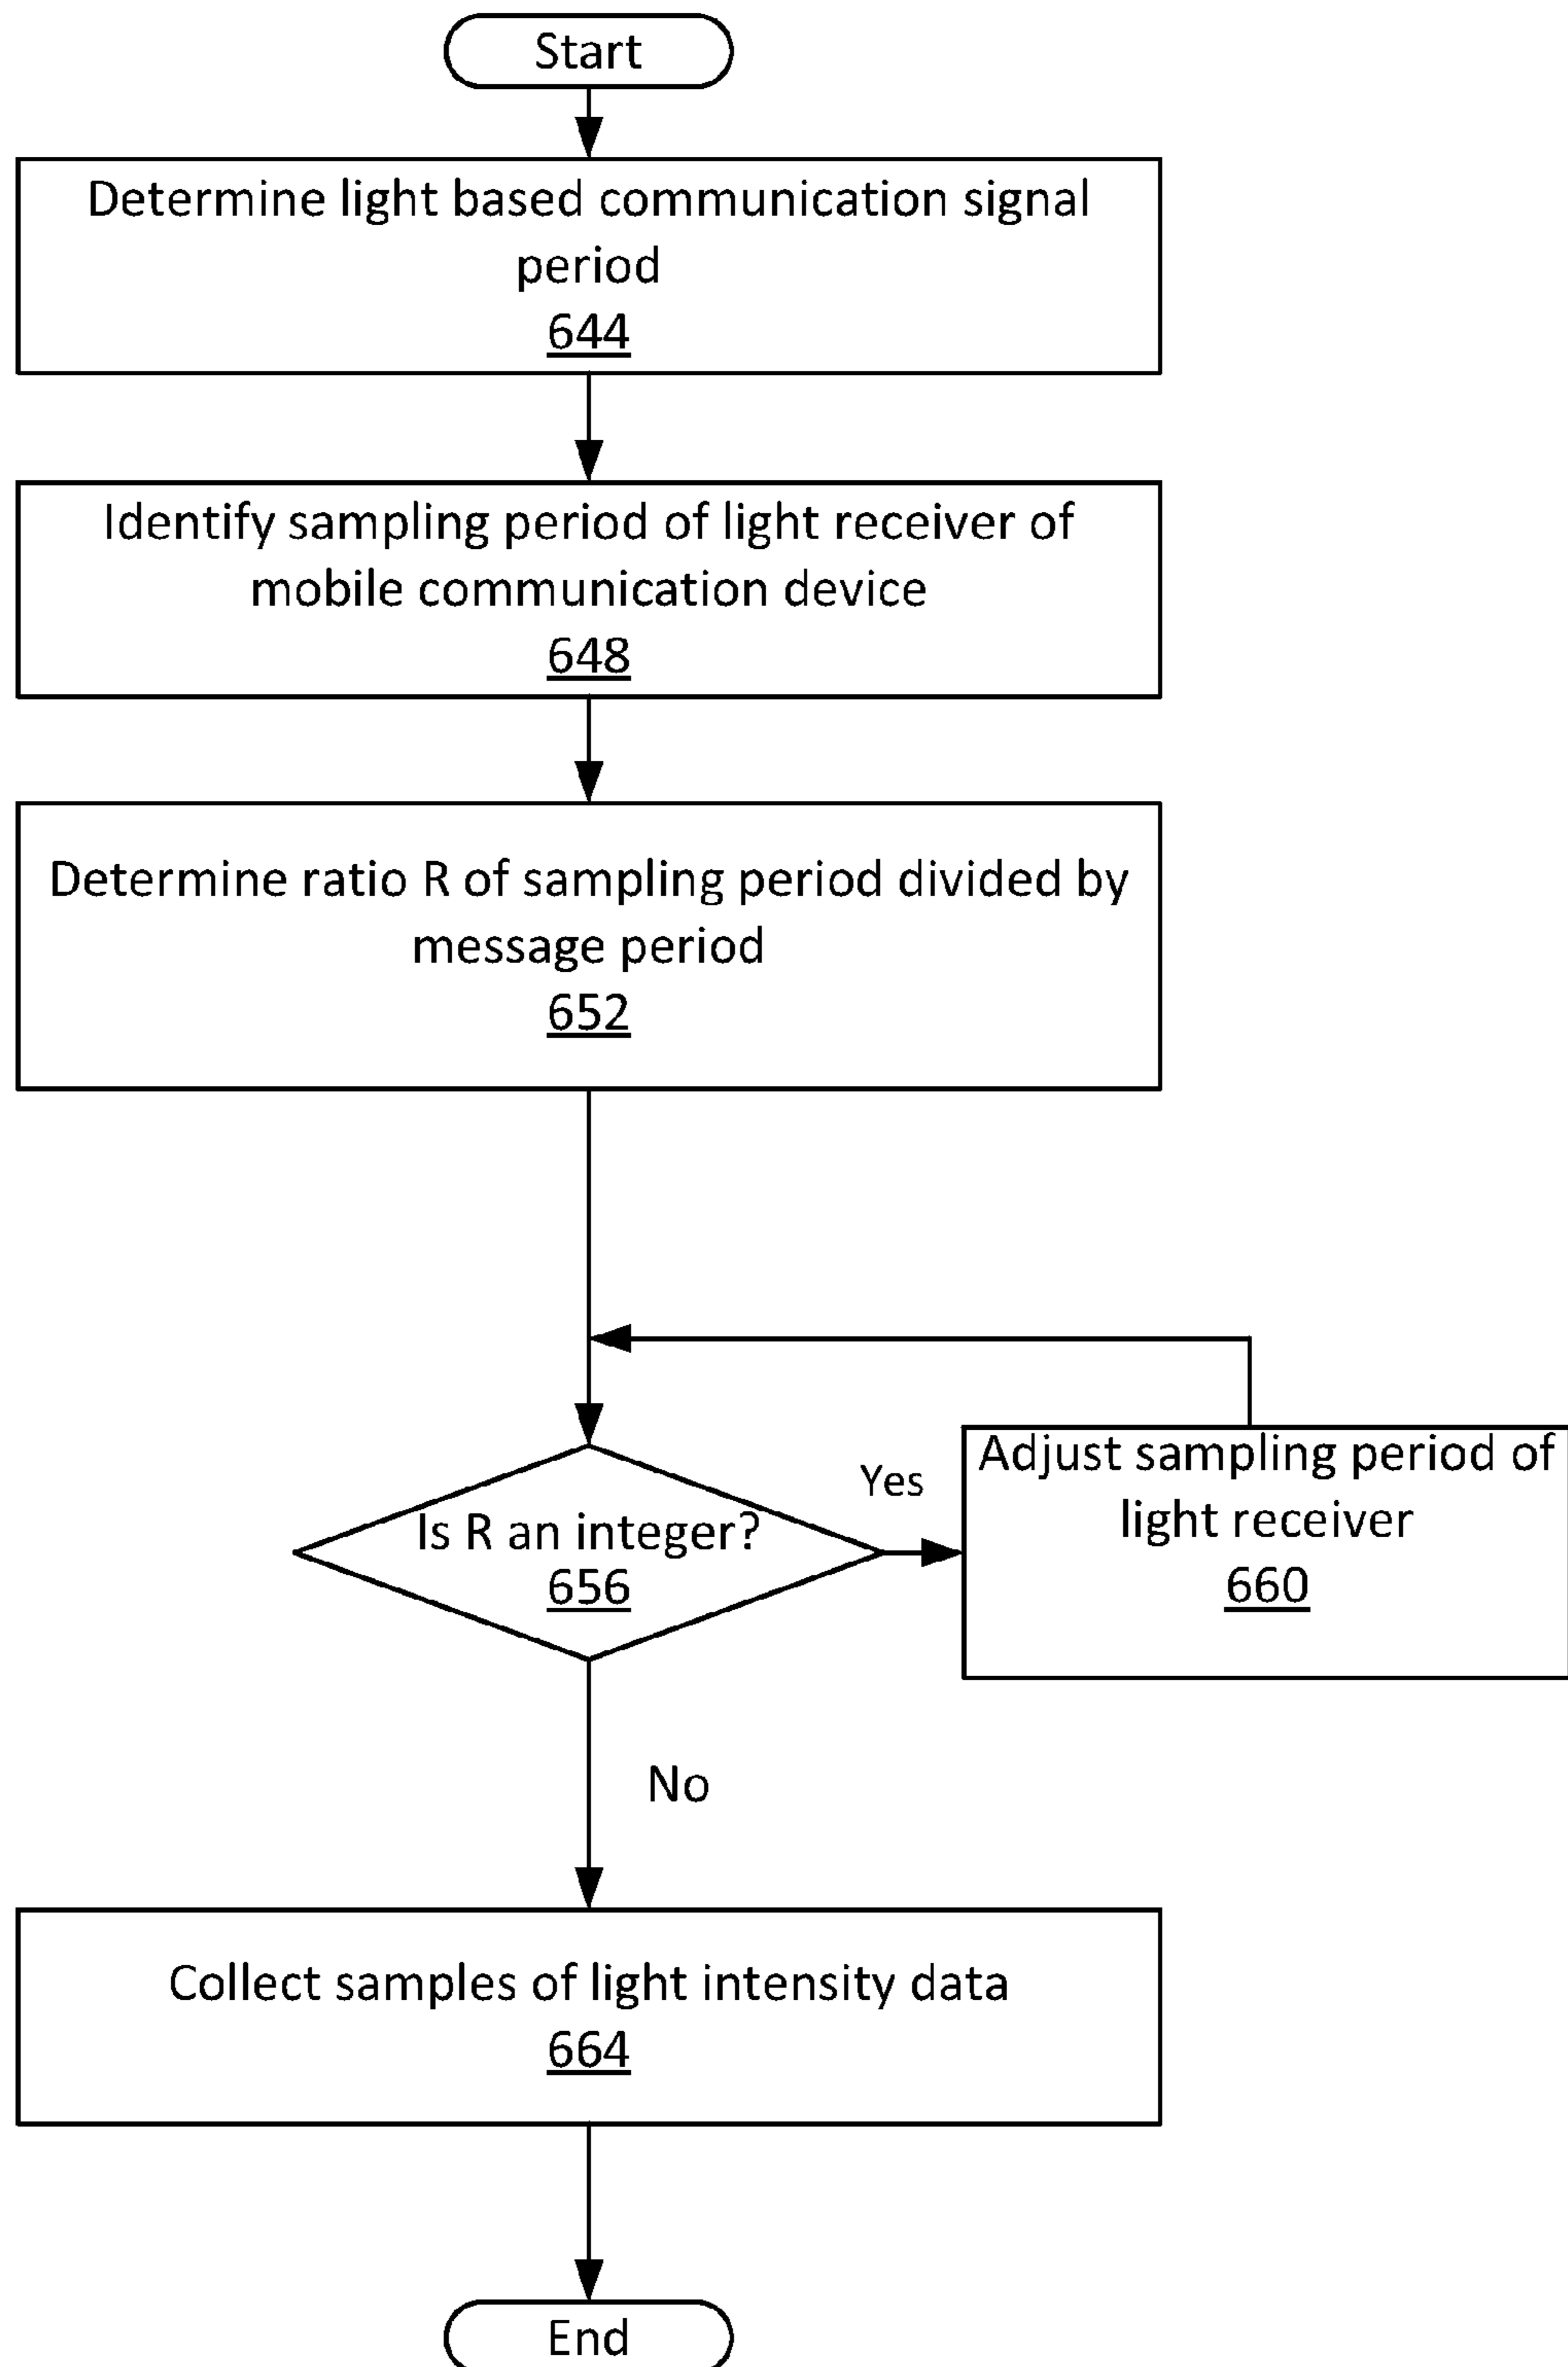 Start
Determine light based communication signal
period
644
Identify sampling period of light receiver of
mobile communication device
648
Determine ratio R of sampling period divided by
message period
652
Is R an integer?
656
Yes
Adjust sampling period of
light receiver
660
No
Collect samples of light intensity data
664
End